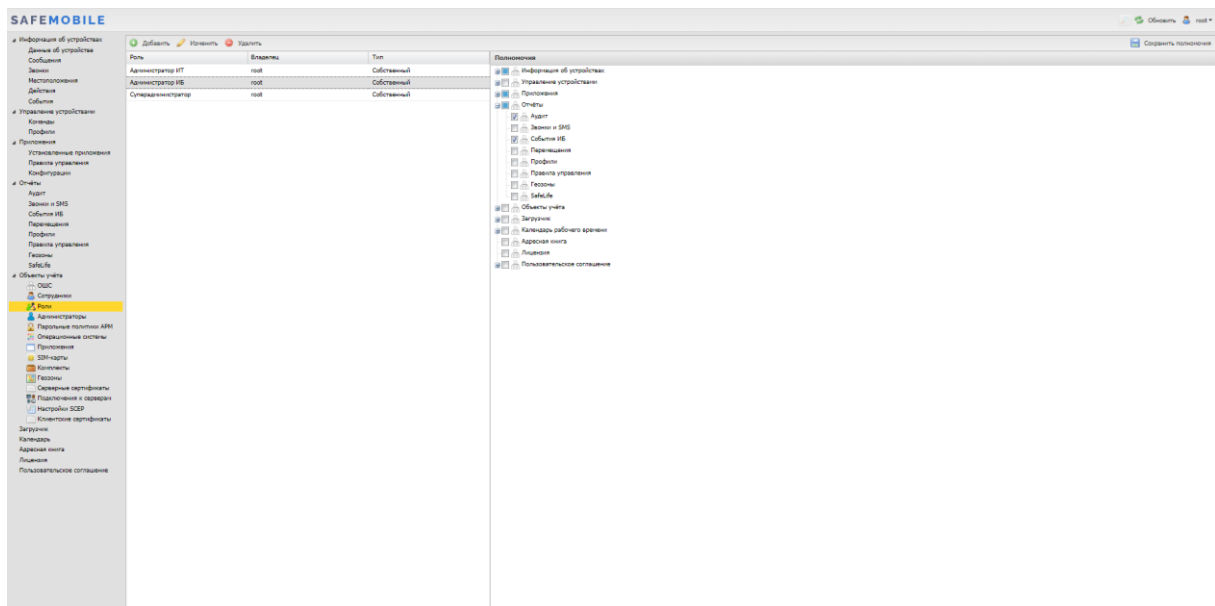 SAFEMOBILE
Обновить root
Информация об устройствах
Данные об устройстве
Сообщения
Звонки
Местоположения
Действия
События
Управление устройствами
Команды
Профили
Приложения
Установленные приложения
Правила управления
Конфигурации
Отчёты
Аудит
Звонки и SMS
События ИБ
Перемещения
Профили
Правила управления
Геозоны
SafeLife
Объекты учёта
ОШС
Сотрудники
Роли
Администраторы
Парольные политики АРМ
Операционные системы
Приложения
SIM-карты
Комплекты
Геозоны
Серверные сертификаты
Подключения к серверам
Настройки SCEP
Клиентские сертификаты
Загрузчик
Календарь
Адресная книга
Лицензия
Пользовательское соглашение
Добавить Изменить Удалить
Роль Владелец Тип
Администратор ИТ root Собственный
Администратор ИБ root Собственный
Суперадминистратор root Собственный
Сохранить полномочия
Полномочия
Информация об устройствах
Управление устройствами
Приложения
Отчёты
Аудит
Звонки и SMS
События ИБ
Перемещения
Профили
Правила управления
Геозоны
SafeLife
Объекты учёта
Загрузчик
Календарь рабочего времени
Адресная книга
Лицензия
Пользовательское соглашение